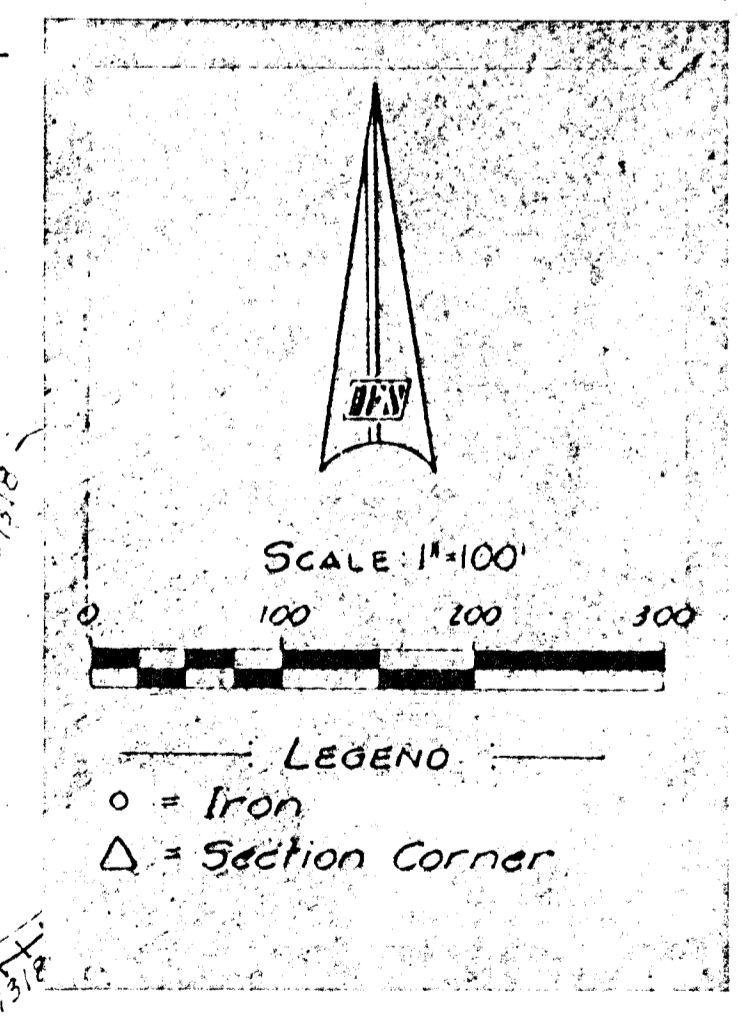 SCALE: 1"=100'
0 100 200 300
LEGEND
o = Iron
△ = Section Corner